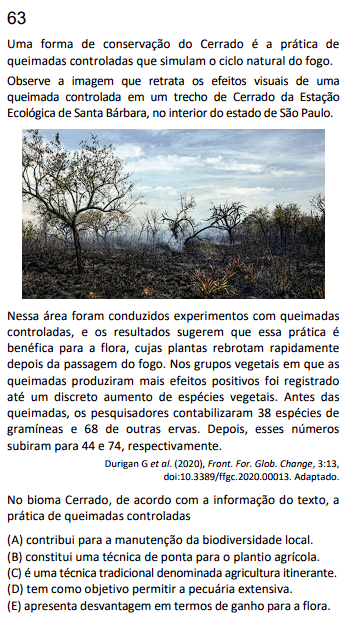 63
Uma forma de conservação do Cerrado é a prática de
queimadas controladas que simulam o ciclo natural do fogo.
Observe a imagem que retrata os efeitos visuais de uma
queimada controlada em um trecho de Cerrado da Estação
Ecológica de Santa Bárbara, no interior do estado de São Paulo.
Nessa área foram conduzidos experimentos com queimadas
controladas, e os resultados sugerem que essa prática é
benéfica para a flora, cujas plantas rebrotam rapidamente
depois da passagem do fogo. Nos grupos vegetais em que as
queimadas produziram mais efeitos positivos foi registrado
até um discreto aumento de espécies vegetais. Antes das
queimadas, os pesquisadores contabilizaram 38 espécies de
gramíneas e 68 de outras ervas. Depois, esses números
subiram para 44 e 74, respectivamente.
Durigan G et al. (2020), Front. For. Glob. Change, 3:13,
doi:10.3389/ffgc.2020.00013. Adaptado.
No bioma Cerrado, de acordo com a informação do texto, a
prática de queimadas controladas
(A) contribui para a manutenção da biodiversidade local.
(B) constitui uma técnica de ponta para o plantio agrícola.
(C) é uma técnica tradicional denominada agricultura itinerante.
(D) tem como objetivo permitir a pecuária extensiva.
(E) apresenta desvantagem em termos de ganho para a flora.